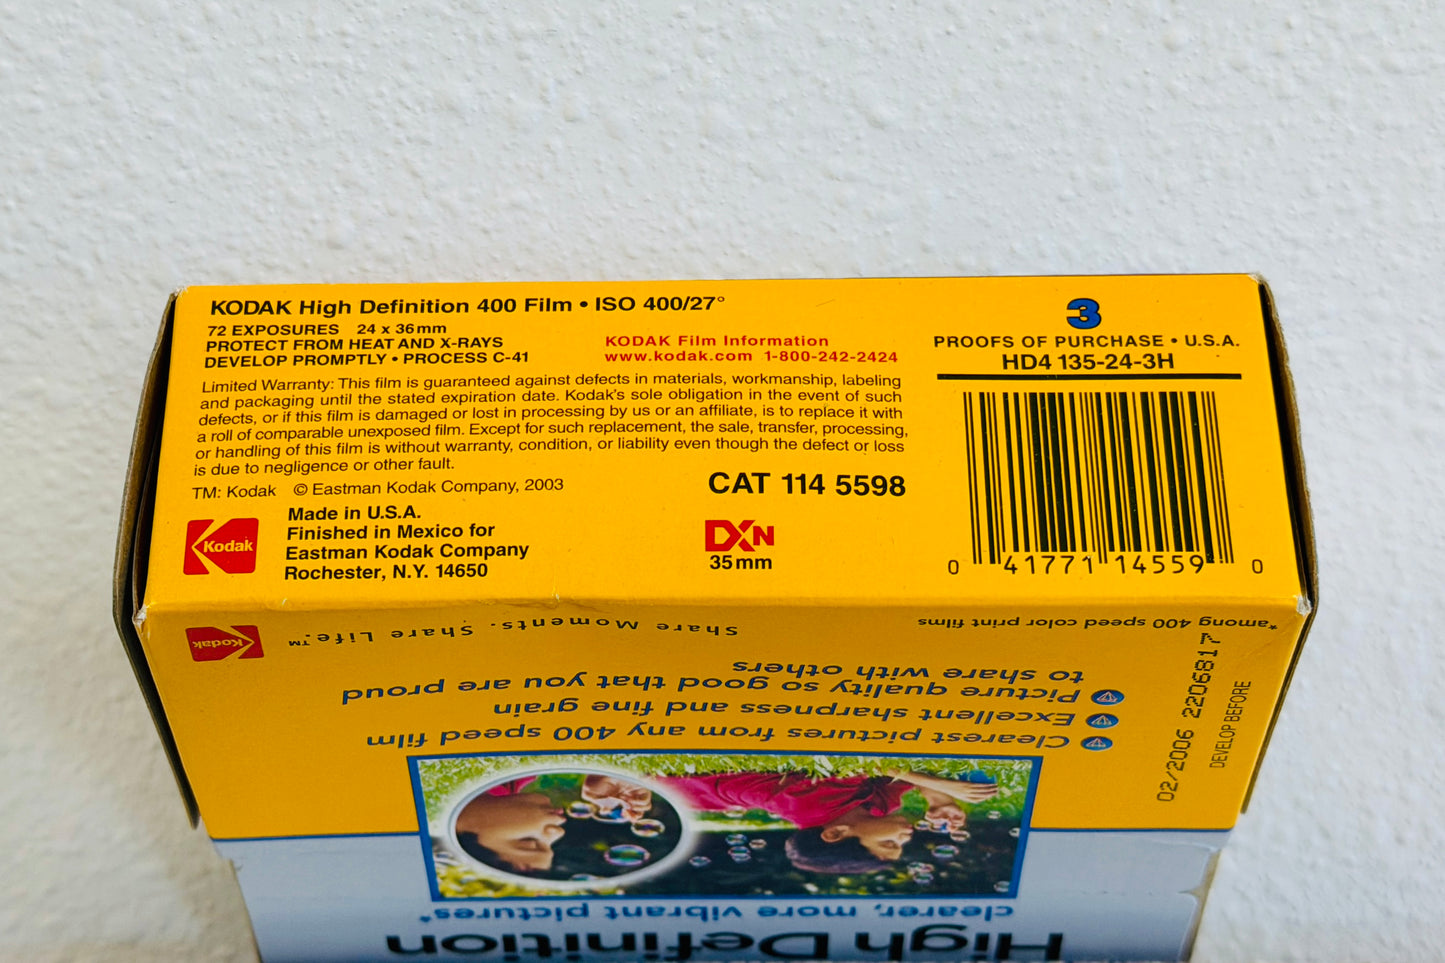 KODAK High Definition 400 Film • ISO 400/27°
72 EXPOSURES 24 x 36 mm
PROTECT FROM HEAT AND X-RAYS
DEVELOP PROMPTLY • PROCESS C-41
KODAK Film Information
www.kodak.com 1-800-242-2424
Limited Warranty: This film is guaranteed against defects in materials, workmanship, labeling
and packaging until the stated expiration date. Kodak's sole obligation in the event of such
defects, or if this film is damaged or lost in processing by us or an affiliate, is to replace it with
a roll of comparable unexposed film. Except for such replacement, the sale, transfer, processing,
or handling of this film is without warranty, condition, or liability even though the defect or loss
is due to negligence or other fault.
TM: Kodak © Eastman Kodak Company, 2003
CAT 114 5598
Kodak
Made in U.S.A.
Finished in Mexico for
Eastman Kodak Company
Rochester, N.Y. 14650
DXN
35 mm
3
PROOFS OF PURCHASE • U.S.A.
HD4 135-24-3H
0 41771 14559 0
High Definition
clearer, more vibrant pictures*
Clearest pictures from any 400 speed film
Excellent sharpness and fine grain
Picture quality so good that you are proud
to share with others
*among 400 speed color print films
Share Moments. Share Life.™
Kodak
02/2006 2206817
DEVELOP BEFORE